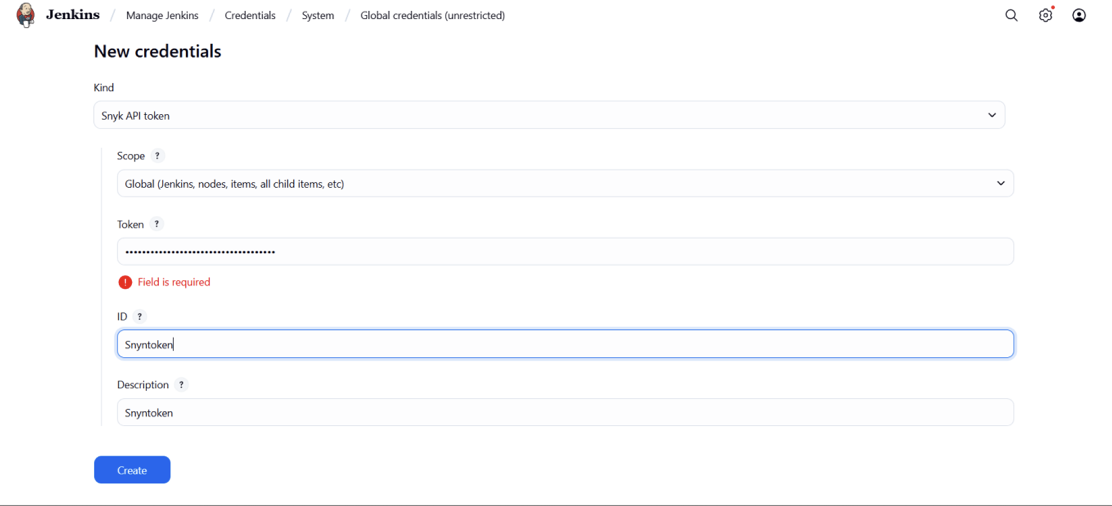 Jenkins / Manage Jenkins / Credentials / System / Global credentials (unrestricted)
New credentials
Kind
Snyk API token
Scope ?
Global (Jenkins, nodes, items, all child items, etc)
Token ?
••••••••••••••••••••••••••••••••••••
! Field is required
ID ?
Snyntoken
Description ?
Snyntoken
Create